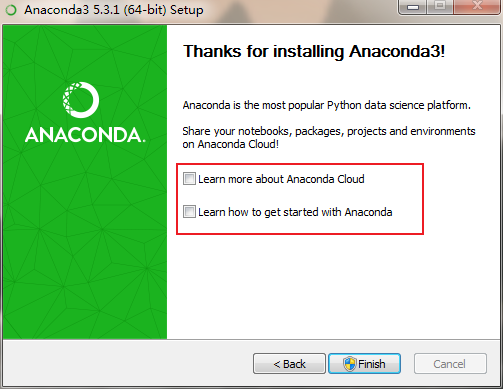 Anaconda3 5.3.1 (64-bit) Setup
Thanks for installing Anaconda3!
Anaconda is the most popular Python data science platform.
Share your notebooks, packages, projects and environments
on Anaconda Cloud!
ANACONDA.
Learn more about Anaconda Cloud
Learn how to get started with Anaconda
< Back
Finish
Cancel